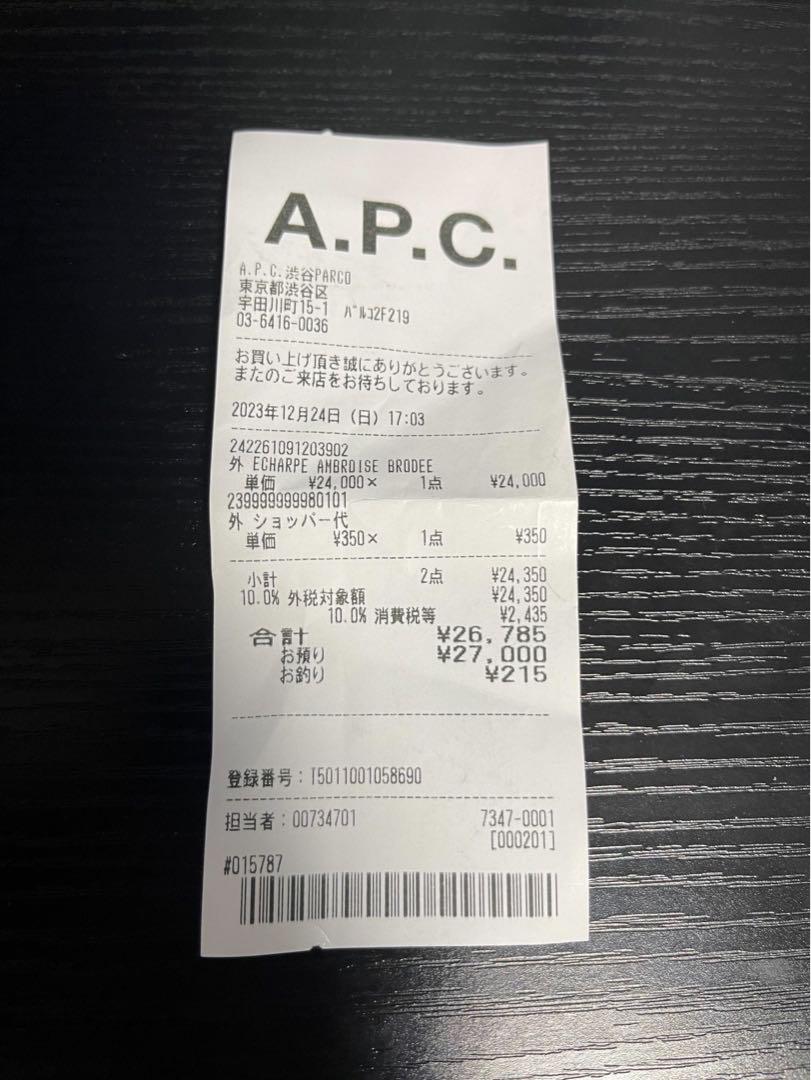 A.P.C.
A.P.C.渋谷PARCO
東京都渋谷区
宇田川町15-1 ﾊﾟﾙｺ2F219
03-6416-0036
お買い上げ頂き誠にありがとうございます。
またのご来店をお待ちしております。
2023年12月24日（日）17:03
242261091203902
外 ECHARPE AMBROISE BRODEE
単価 ¥24,000× 1点 ¥24,000
239999999980101
外 ショッパー代
単価 ¥350× 1点 ¥350
小計 2点 ¥24,350
10.0% 外税対象額 ¥24,350
10.0% 消費税等 ¥2,435
合計 ¥26,785
お預り ¥27,000
お釣り ¥215
登録番号：T5011001058690
担当者：00734701 7347-0001
[000201]
#015787